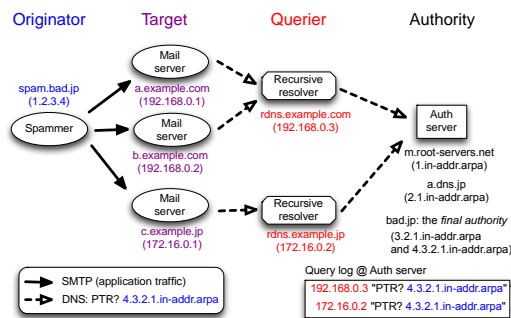 Originator
Target
Querier
Authority
spam.bad.jp
(1.2.3.4)
Spammer
Mail
server
a.example.com
(192.168.0.1)
Mail
server
b.example.com
(192.168.0.2)
Mail
server
c.example.jp
(172.16.0.1)
Recursive
resolver
rdns.example.com
(192.168.0.3)
Recursive
resolver
rdns.example.jp
(172.16.0.2)
Auth
server
m.root-servers.net
(1.in-addr.arpa)
a.dns.jp
(2.1.in-addr.arpa)
bad.jp: the final authority
(3.2.1.in-addr.arpa
and 4.3.2.1.in-addr.arpa)
SMTP (application traffic)
DNS: PTR? 4.3.2.1.in-addr.arpa
Query log @ Auth server
192.168.0.3 "PTR? 4.3.2.1.in-addr.arpa"
172.16.0.2 "PTR? 4.3.2.1.in-addr.arpa"